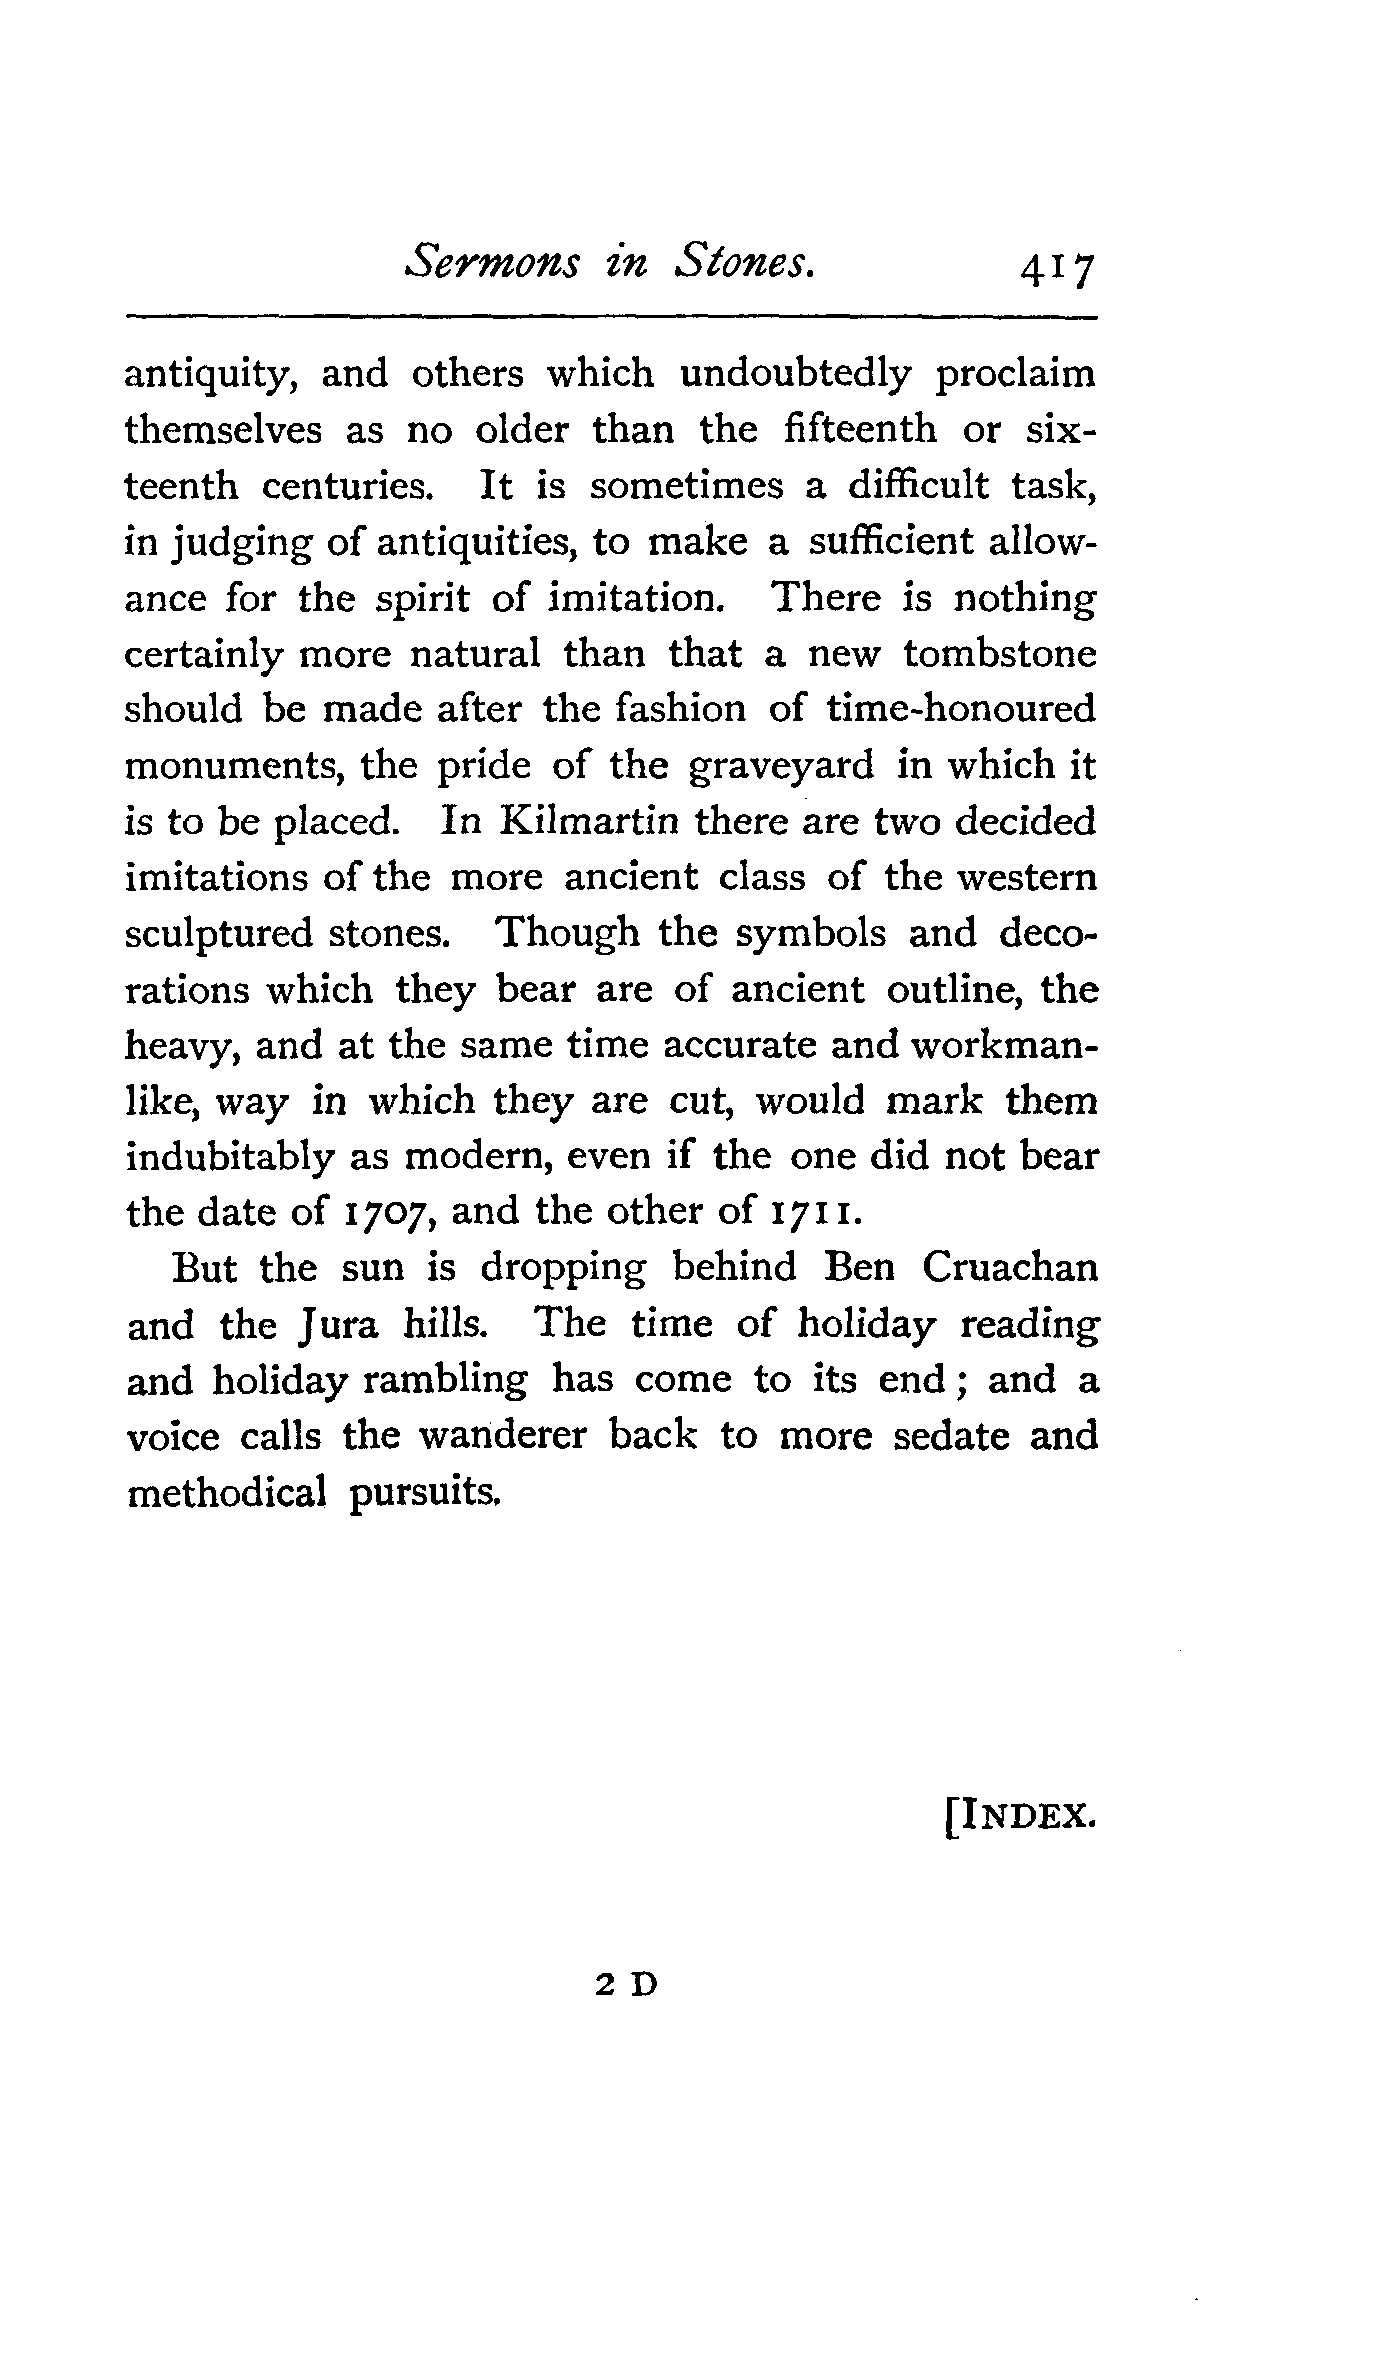 Sermons in Stones. 417
antiquity, and others which undoubtedly proclaim
themselves as no older than the fifteenth or six-
teenth centuries. It is sometimes a difficult task,
in judging of antiquities, to make a sufficient allow-
ance for the spirit of imitation. There is nothing
certainly more natural than that a new tombstone
should be made after the fashion of time-honoured
monuments, the pride of the graveyard in which it
is to be placed. In Kilmartin there are two decided
imitations of the more ancient class of the western
sculptured stones. Though the symbols and deco-
rations which they bear are of ancient outline, the
heavy, and at the same time accurate and workman-
like, way in which they are cut, would mark them
indubitably as modern, even if the one did not bear
the date of 1707, and the other of 1711.
But the sun is dropping behind Ben Cruachan
and the Jura hills. The time of holiday reading
and holiday rambling has come to its end; and a
voice calls the wanderer back to more sedate and
methodical pursuits.
[INDEX.
2 D